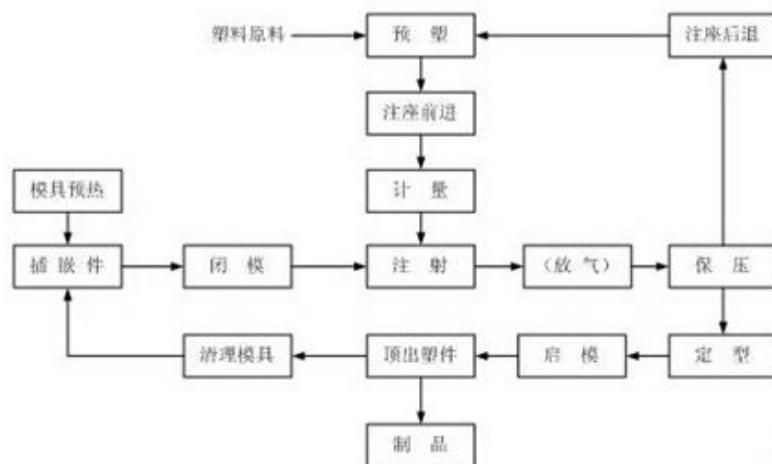 塑料原料 预 塑 注座后退
注座前进
模具预热 计 量
插 嵌 件 闭 模 注 射 (放 气) 保 压
清理模具 顶出塑件 启 模 定 型
制 品